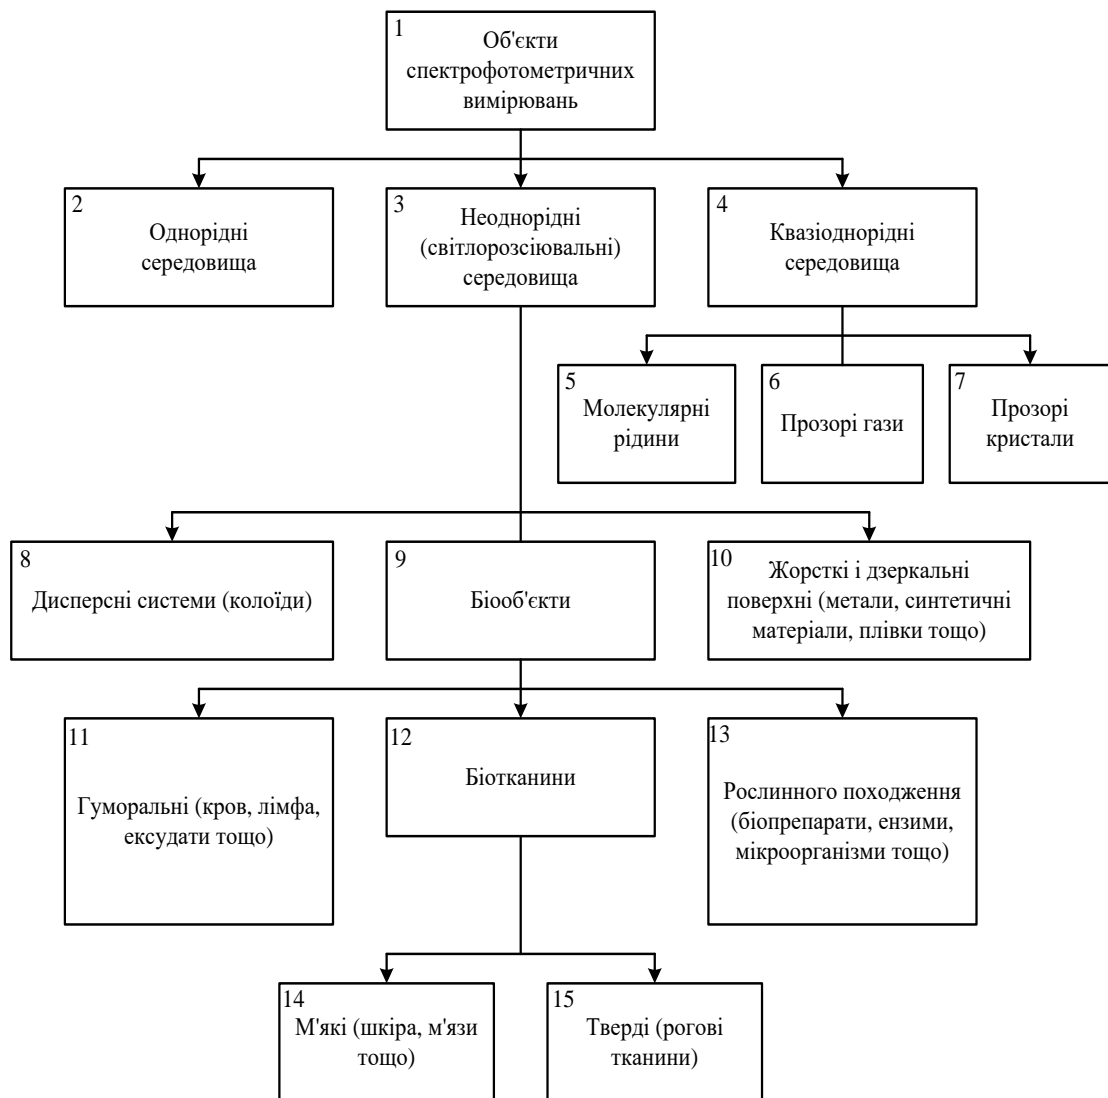 1
Об'єкти
спектрофотометричних
вимірювань
2
Однорідні
середовища
3
Неоднорідні
(світлорозсіювальні)
середовища
4
Квазіоднорідні
середовища
5
Молекулярні
рідини
6
Прозорі гази
7
Прозорі
кристали
8
Дисперсні системи (колоїди)
9
Біооб'єкти
10
Жорсткі і дзеркальні
поверхні (метали, синтетичні
матеріали, плівки тощо)
11
Гуморальні (кров, лімфа,
ексудати тощо)
12
Біотканини
13
Рослинного походження
(біопрепарати, ензими,
мікроорганізми тощо)
14
М'які (шкіра, м'язи
тощо)
15
Тверді (рогові
тканини)